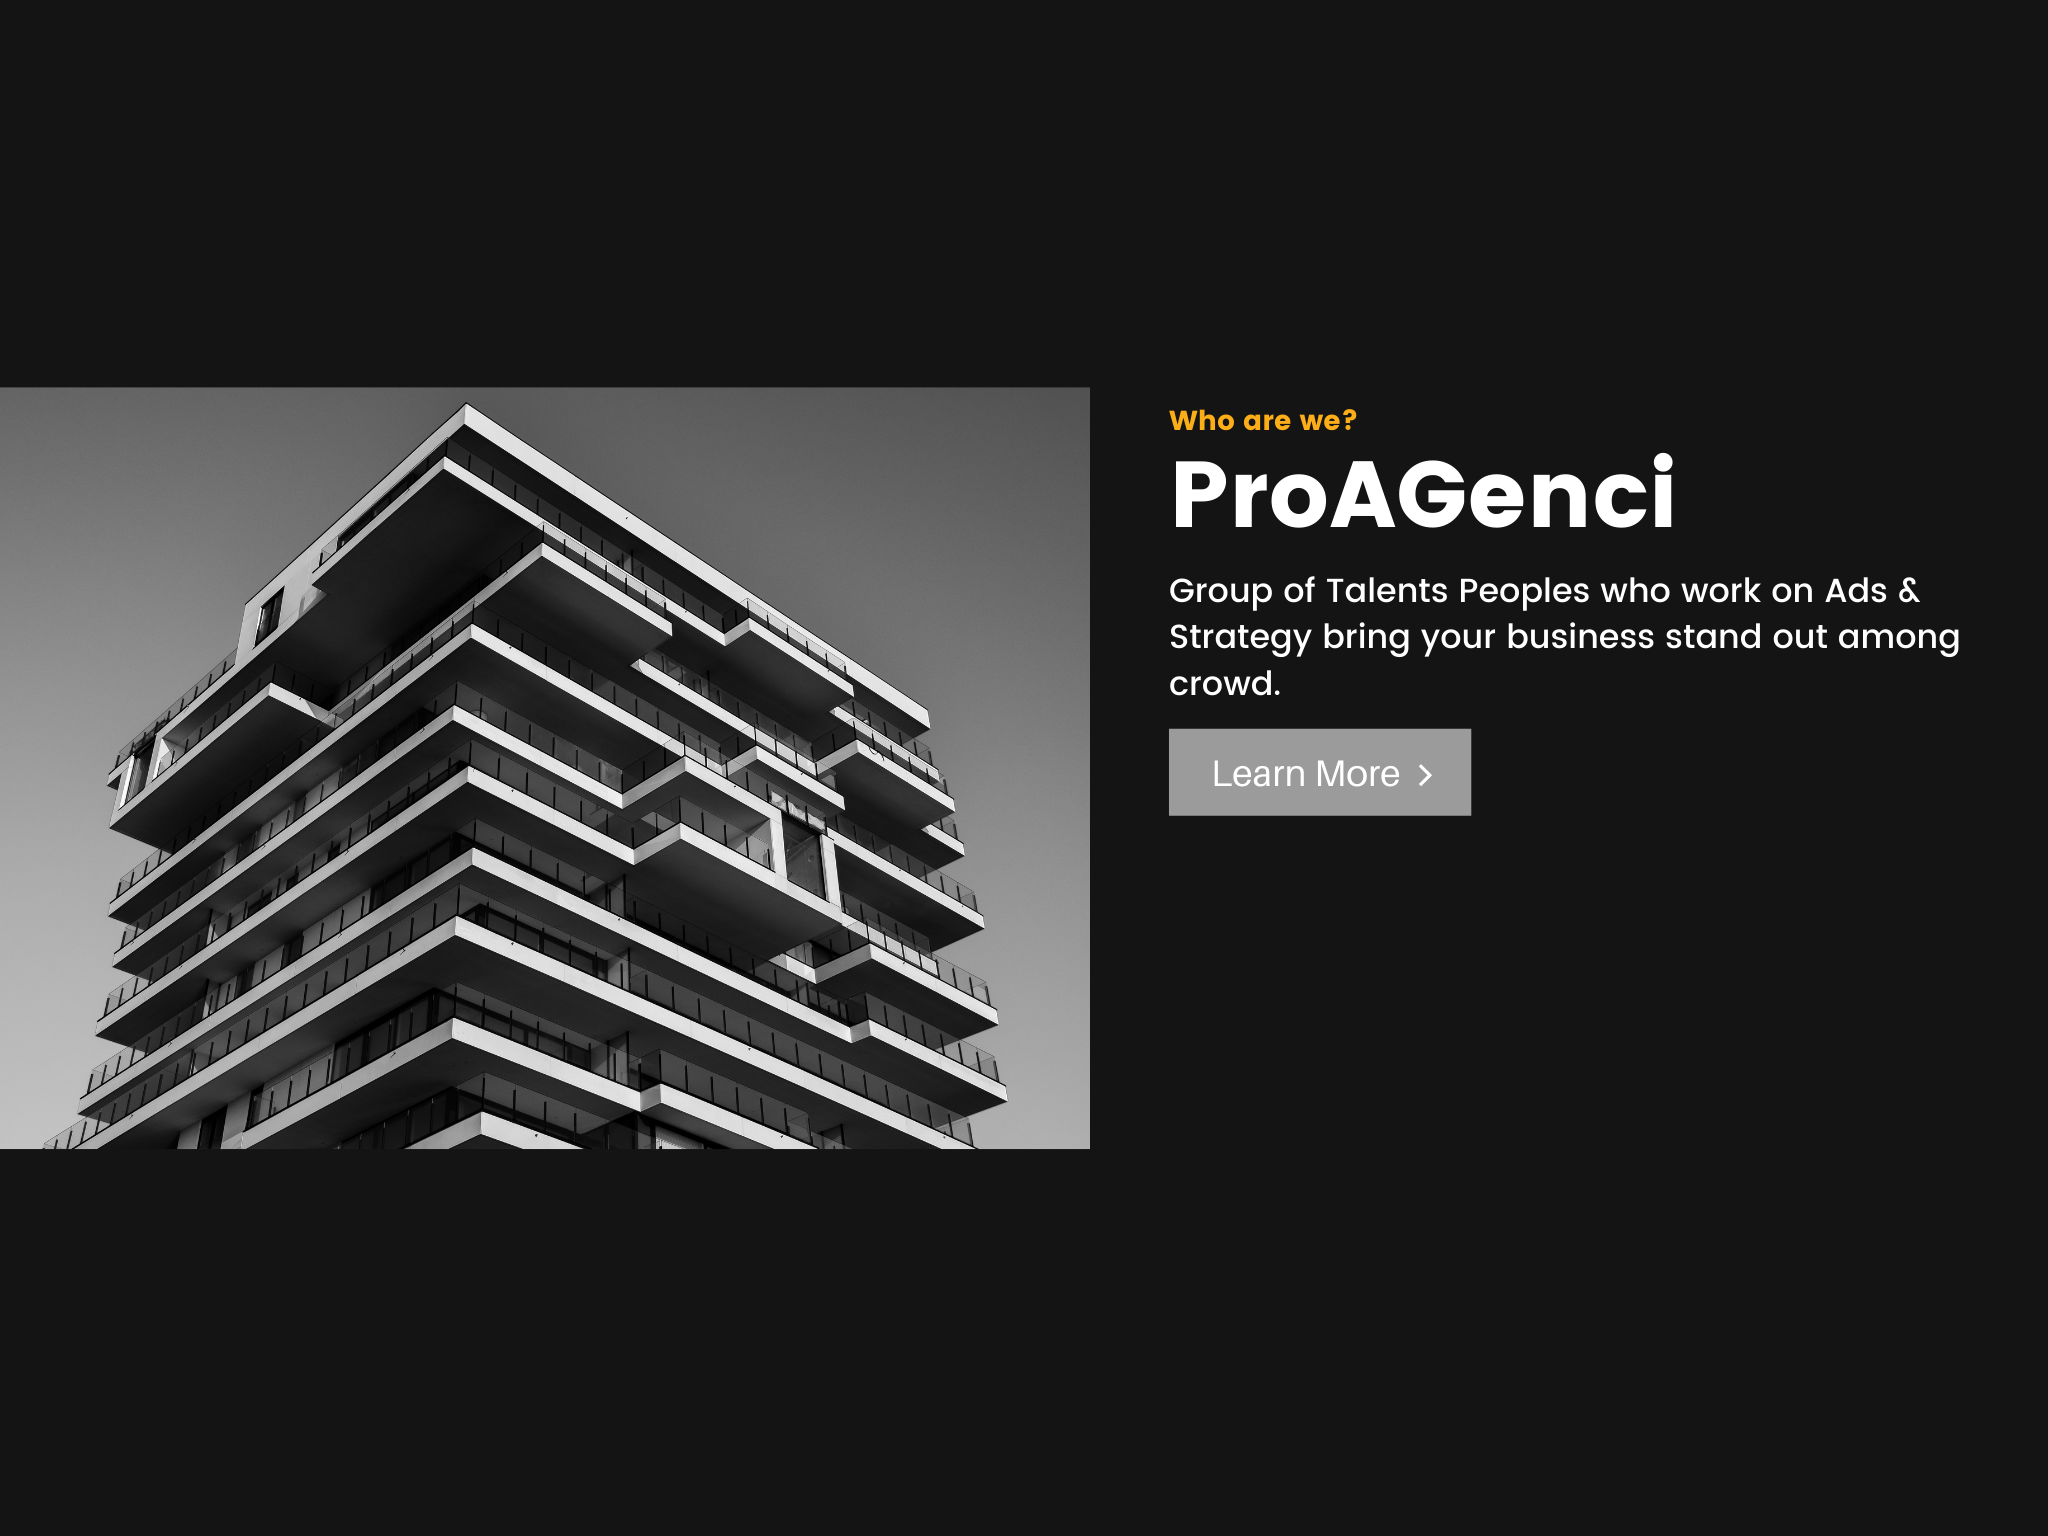 Who are we?
ProAGenci
Group of Talents Peoples who work on Ads &
Strategy bring your business stand out among
crowd.
Learn More